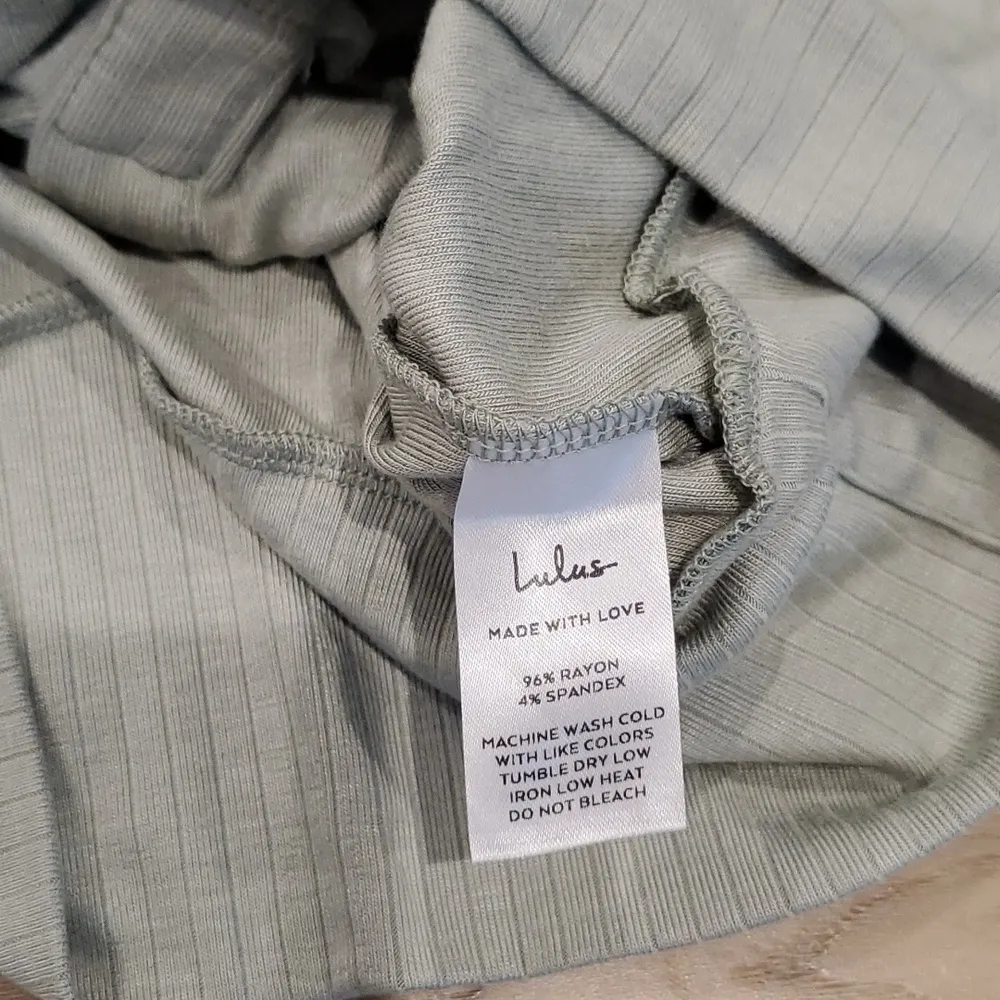 Lulus
MADE WITH LOVE
96% RAYON
4% SPANDEX
MACHINE WASH COLD
WITH LIKE COLORS
TUMBLE DRY LOW
IRON LOW HEAT
DO NOT BLEACH